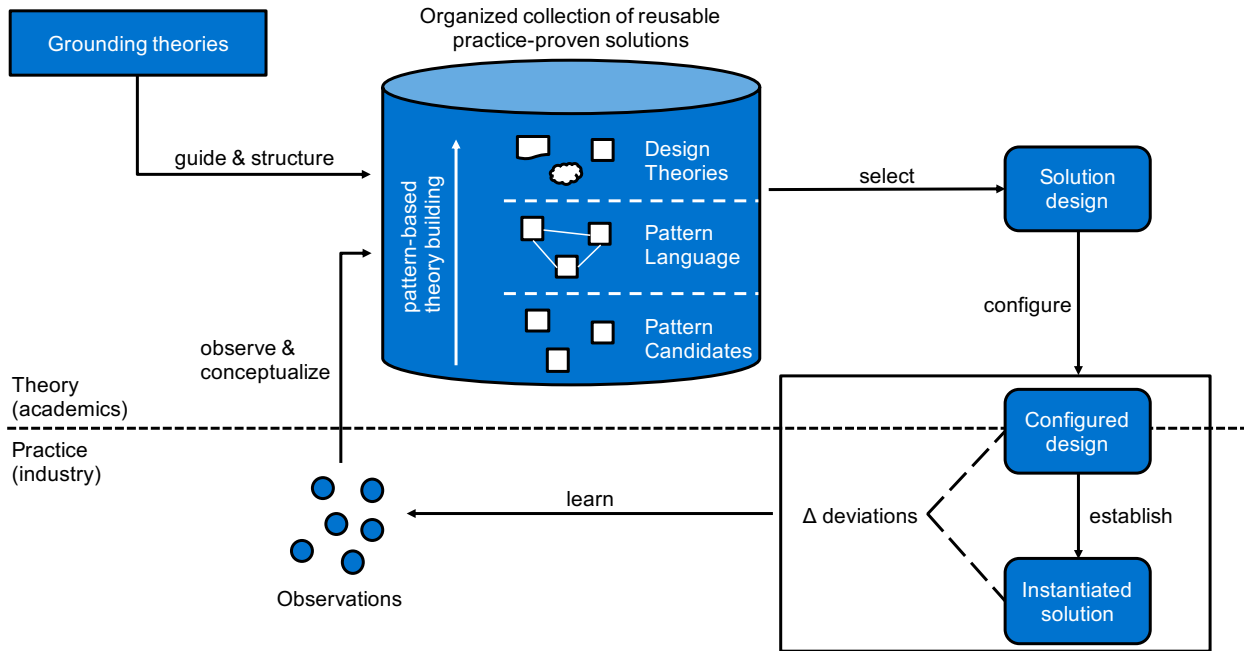 Grounding theories
Organized collection of reusable
practice-proven solutions
guide & structure
pattern-based
theory building
Design
Theories
Pattern
Language
Pattern
Candidates
select
Solution
design
configure
observe &
conceptualize
Theory
(academics)
Practice
(industry)
Configured
design
learn
Δ deviations
establish
Observations
Instantiated
solution